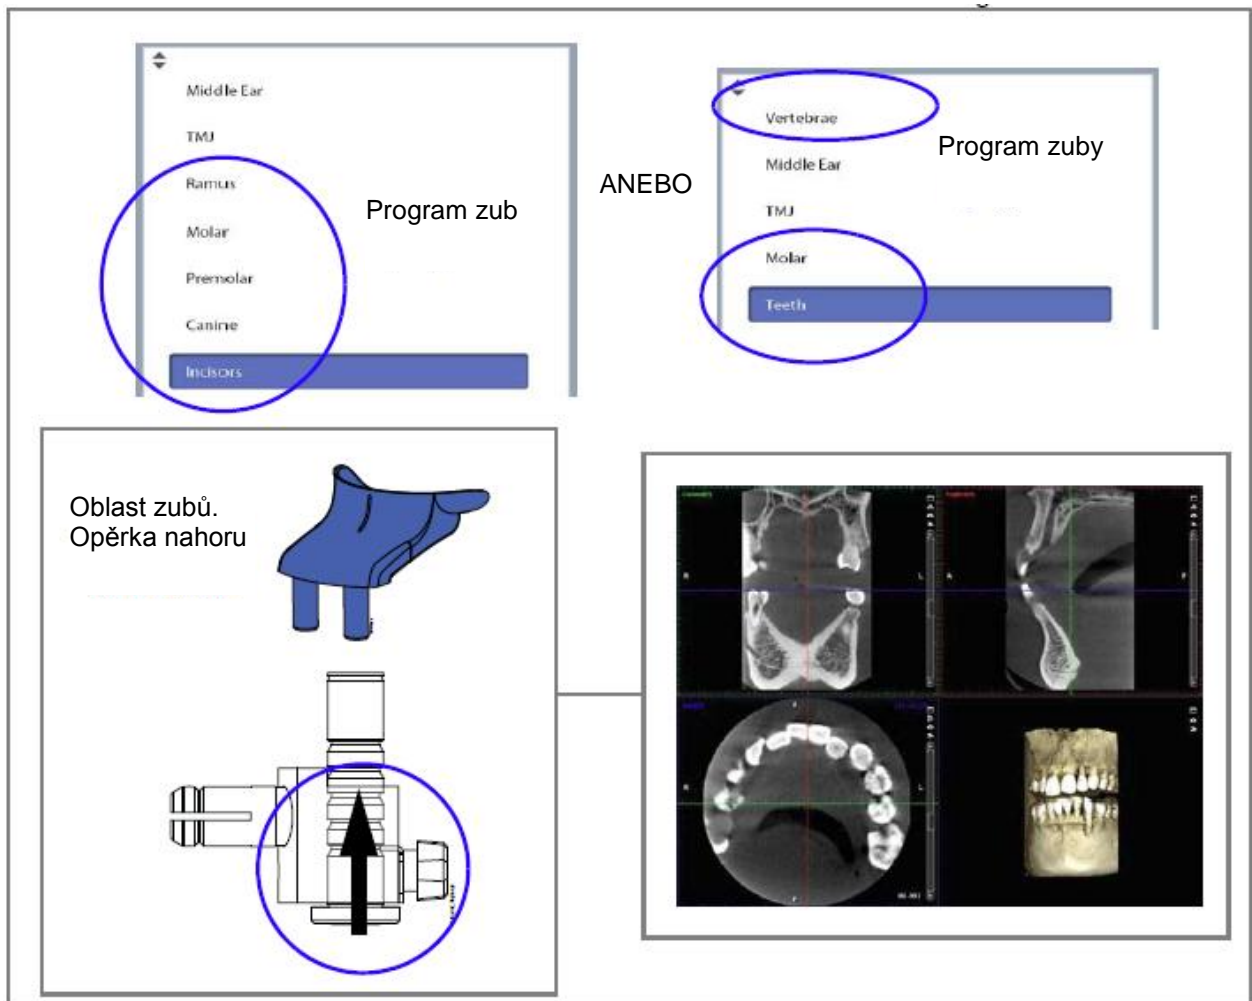 Middle Ear
TMJ
Ramus
Molar
Premolar
Canine
Incisors
Program zub
ANEBO
Vertebrae
Middle Ear
TMJ
Molar
Teeth
Program zuby
Oblast zubů.
Opěrka nahoru
R
L
A
P
R
L